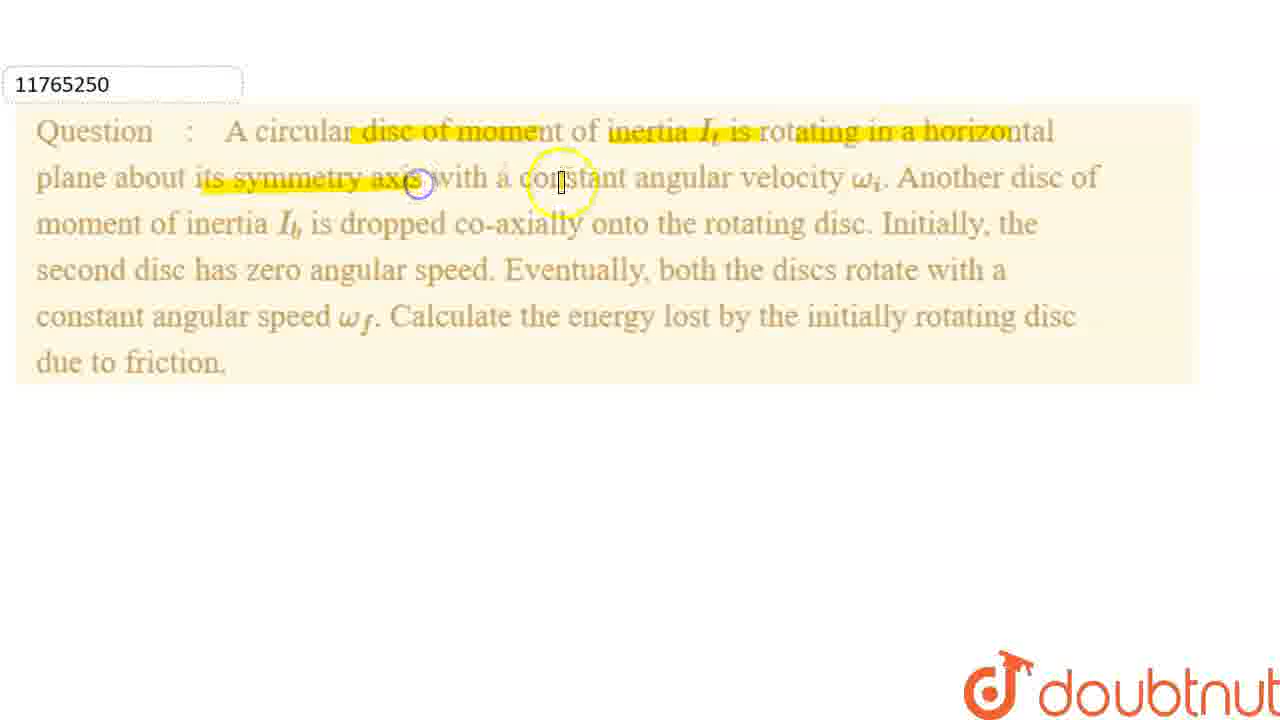 11765250
Question : A circular disc of moment of inertia I_t is rotating in a horizontal
plane about its symmetry axis with a constant angular velocity ω_i. Another disc of
moment of inertia I_b is dropped co-axially onto the rotating disc. Initially, the
second disc has zero angular speed. Eventually, both the discs rotate with a
constant angular speed ω_f. Calculate the energy lost by the initially rotating disc
due to friction.
doubtnut